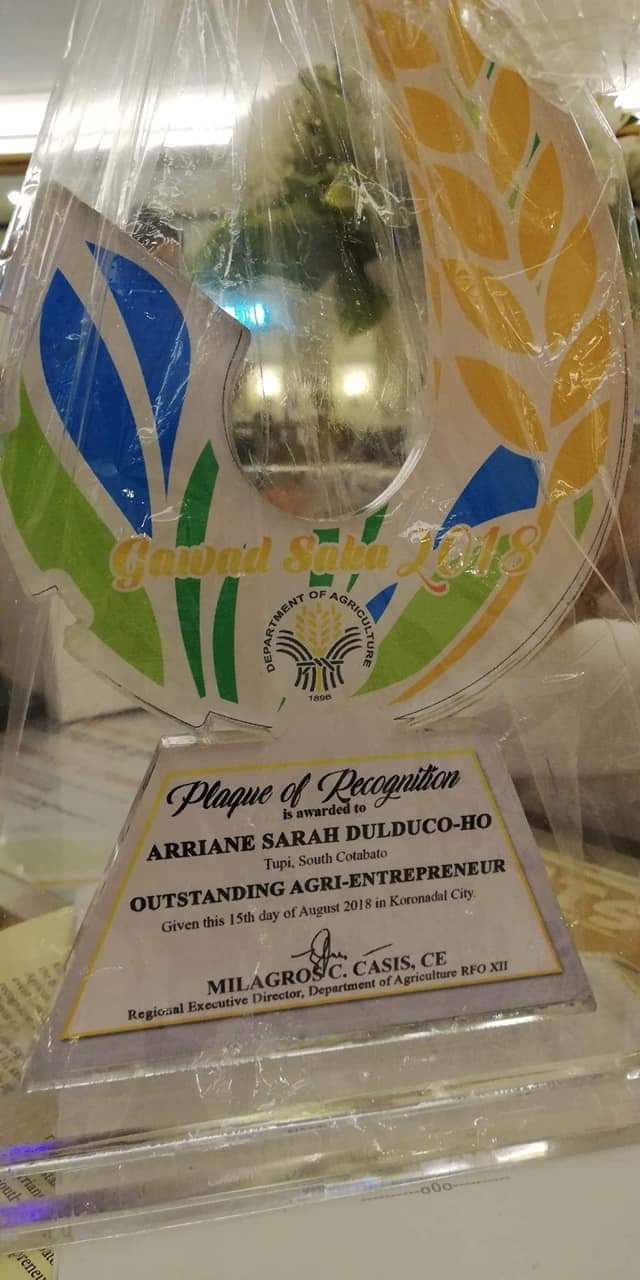 Gawad Saka 2018
DEPARTMENT OF AGRICULTURE
1898
Plaque of Recognition
is awarded to
ARRIANE SARAH DULDUCO-HO
Tupi, South Cotabato
OUTSTANDING AGRI-ENTREPRENEUR
Given this 15th day of August 2018 in Koronadal City.
MILAGROS C. CASIS, CE
Regional Executive Director, Department of Agriculture RFO XII